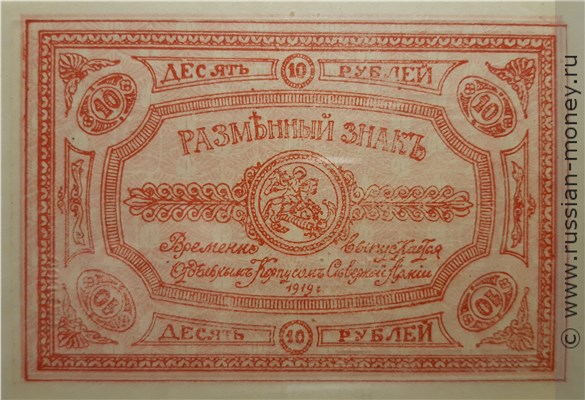 ДЕСЯТЬ 10 РУБЛЕЙ
10 10
РАЗМѢННЫЙ ЗНАКЪ
Временно Выпускается
Отдѣльнымъ Корпусомъ Сѣверной Арміи
1919 г.
10 10
ДЕСЯТЬ 10 РУБЛЕЙ
www.russian-money.ru